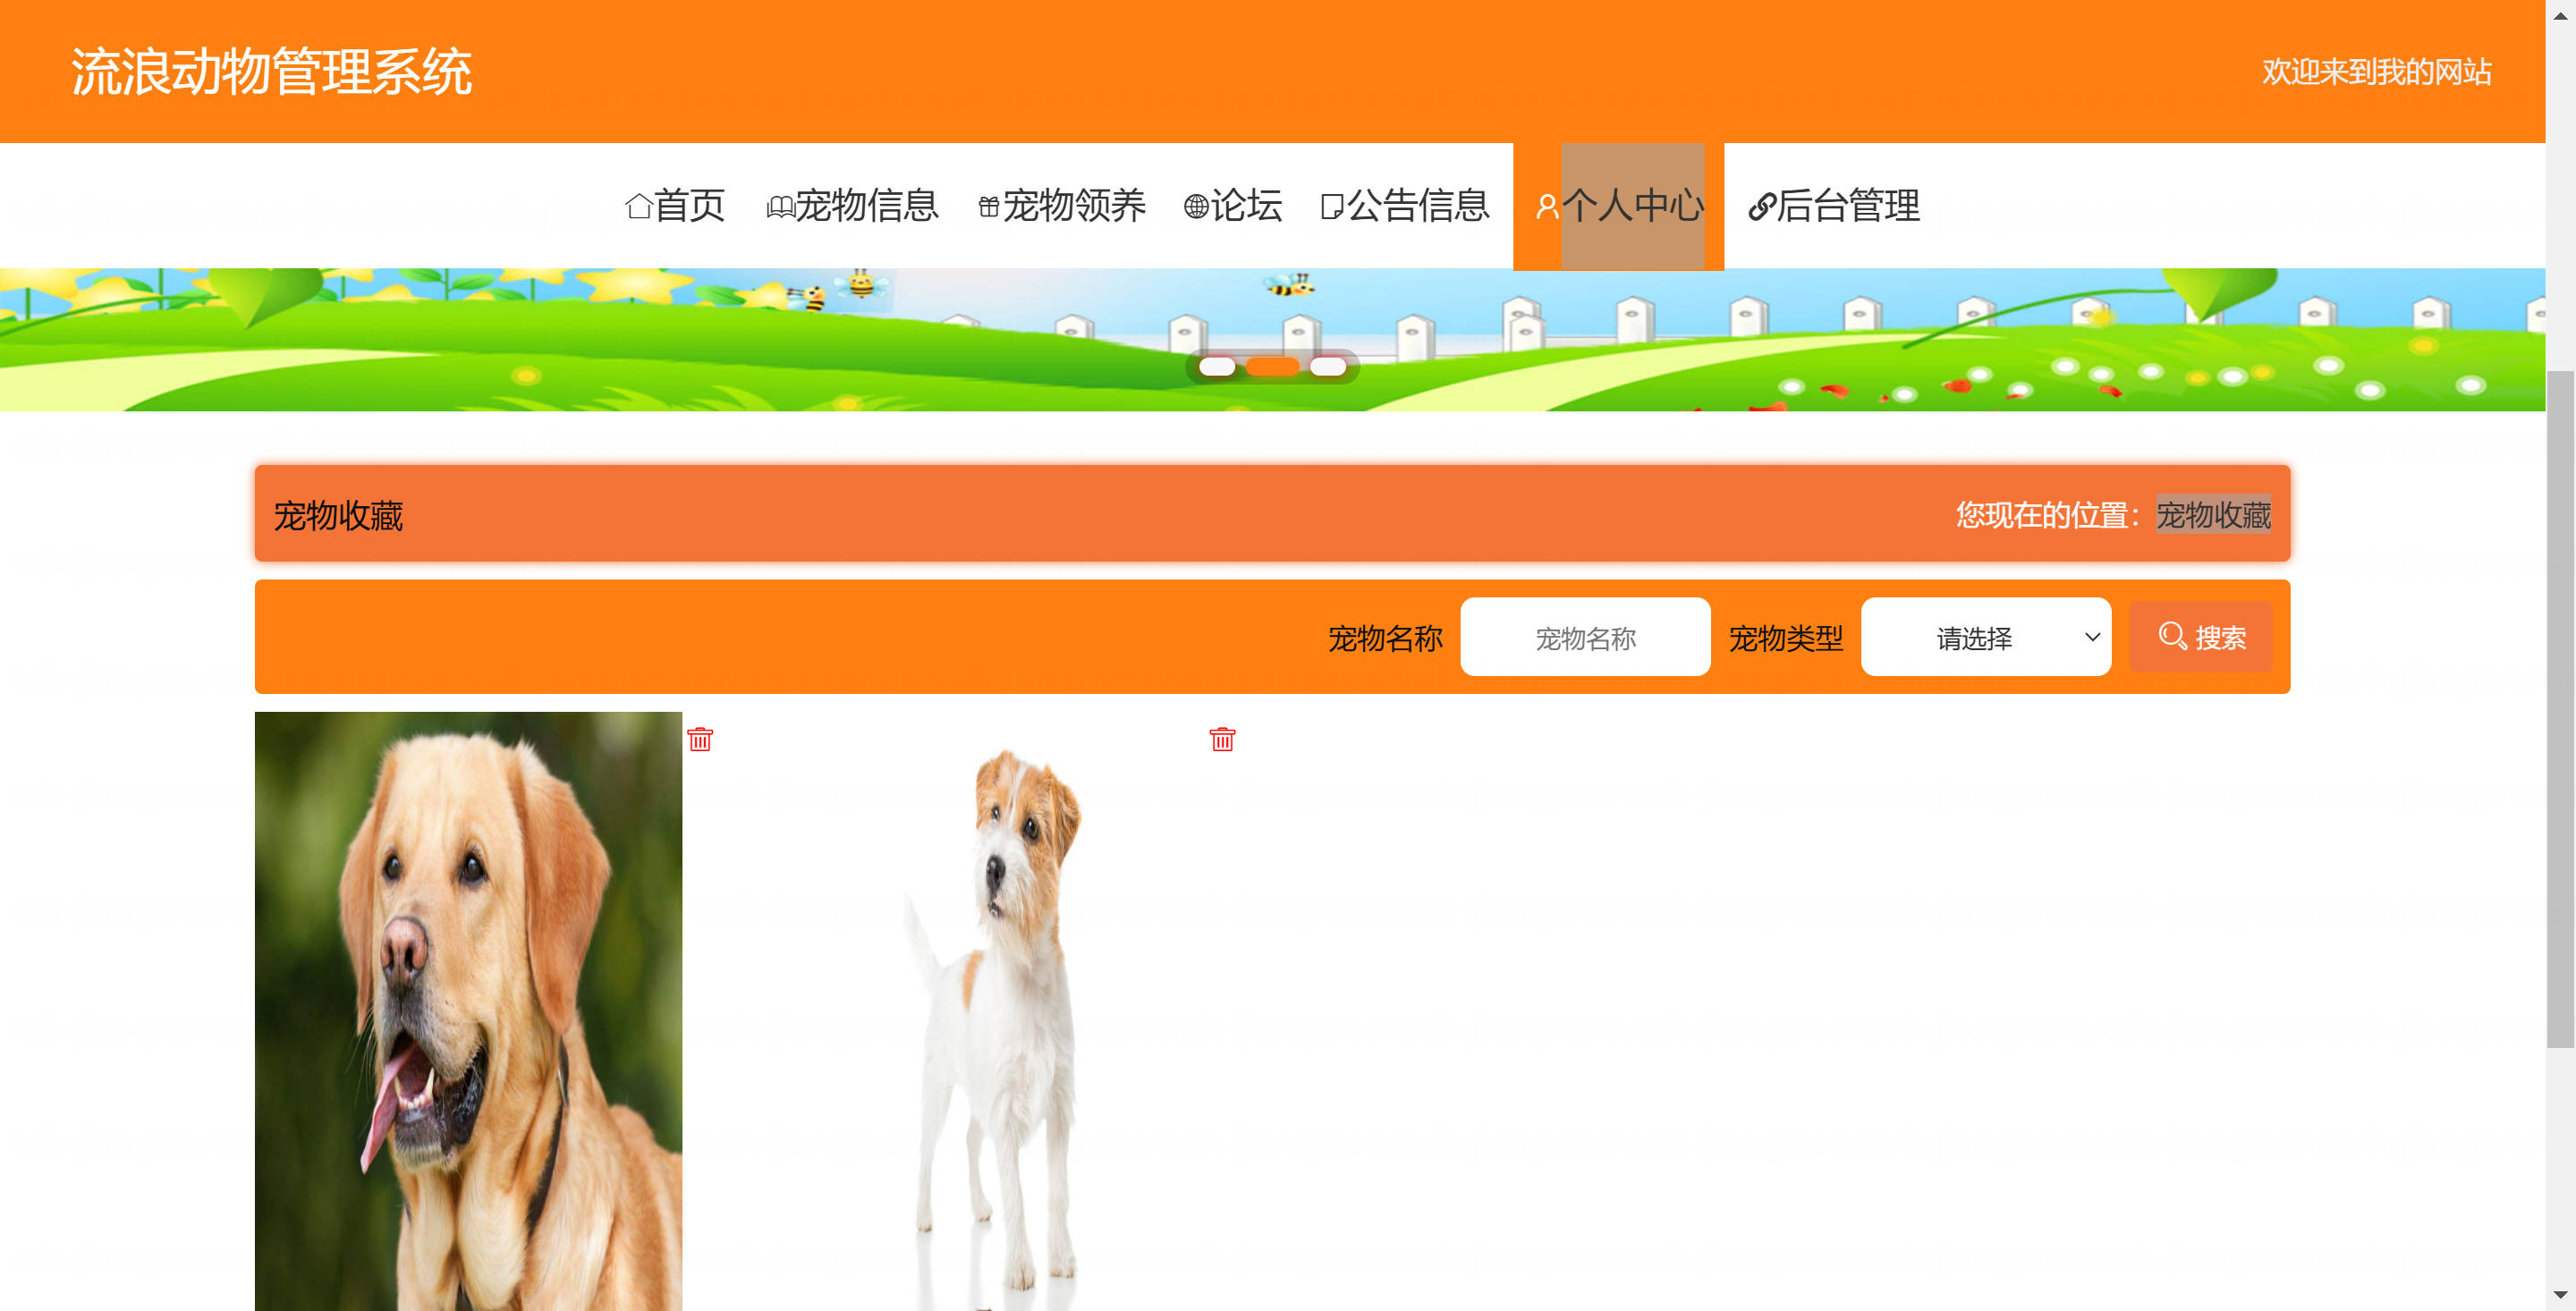 流浪动物管理系统
欢迎来到我的网站
首页 宠物信息 宠物领养 论坛 公告信息 个人中心 后台管理
宠物收藏
您现在的位置：宠物收藏
宠物名称 宠物名称 宠物类型 请选择 搜索